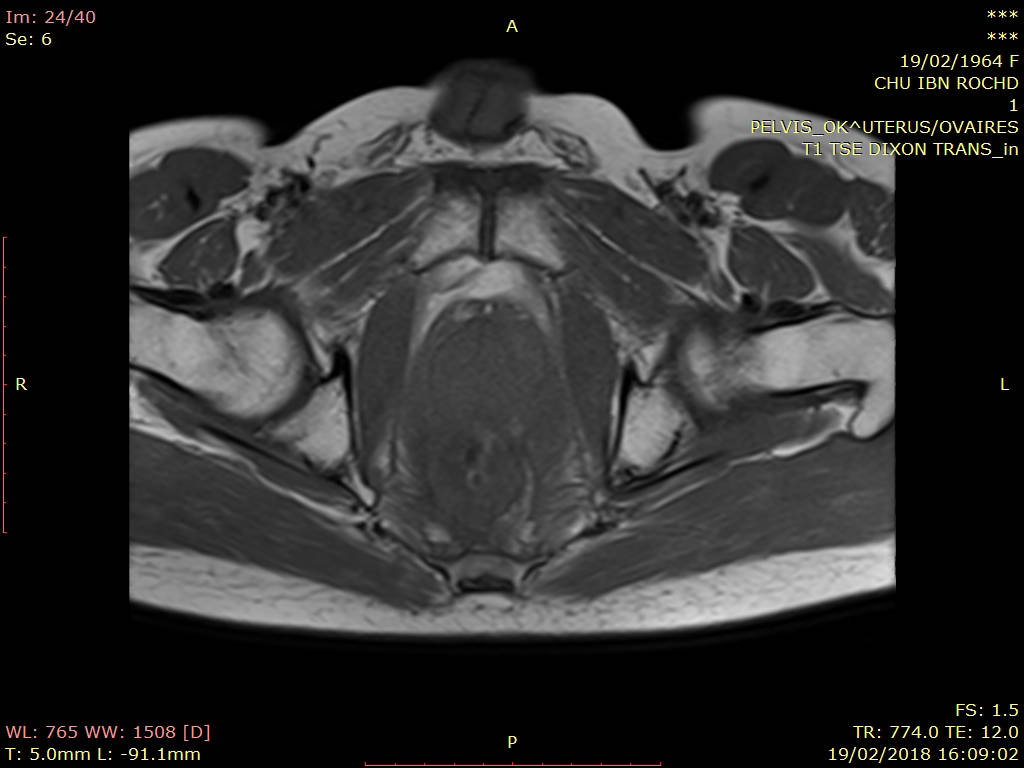 Im: 24/40
Se: 6
A
***
***
19/02/1964 F
CHU IBN ROCHD
1
PELVIS_OK^UTERUS/OVAIRES
T1 TSE DIXON TRANS_in
R
L
WL: 765 WW: 1508 [D]
T: 5.0mm L: -91.1mm
P
FS: 1.5
TR: 774.0 TE: 12.0
19/02/2018 16:09:02